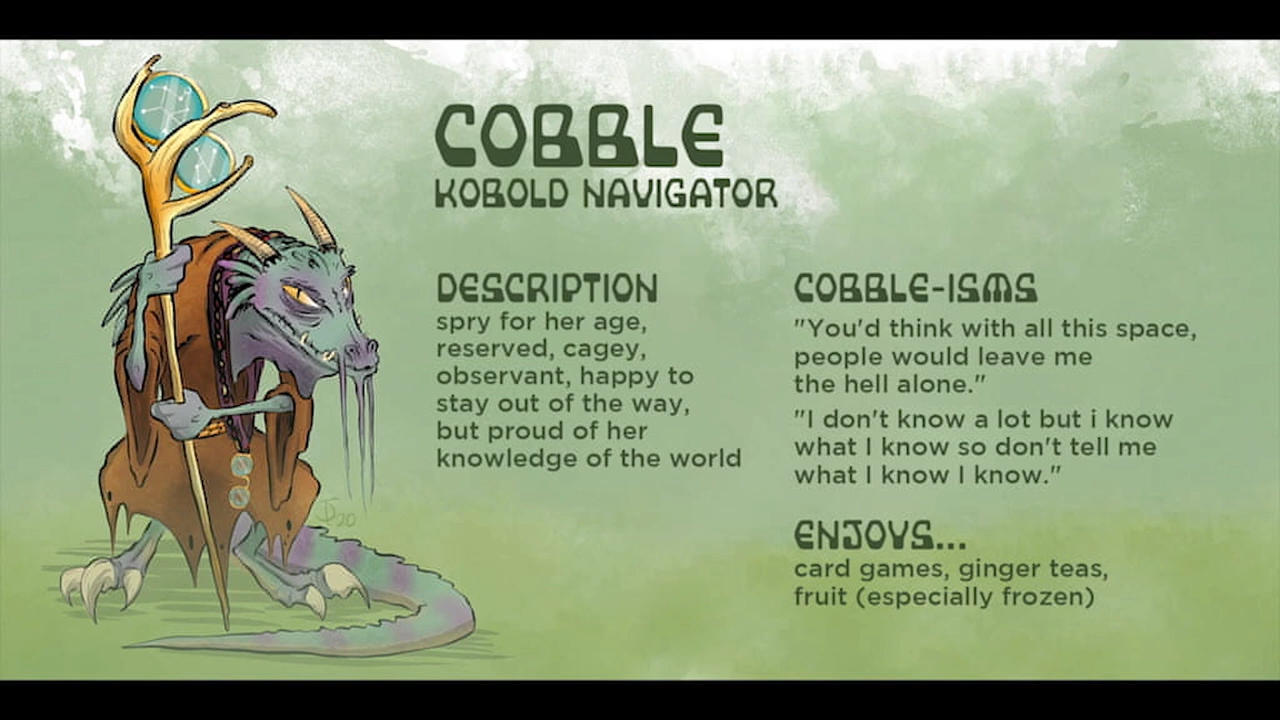 COBBLE
KOBOLD NAVIGATOR
DESCRIPTION
spry for her age,
reserved, cagey,
observant, happy to
stay out of the way,
but proud of her
knowledge of the world
COBBLE-ISMS
"You'd think with all this space,
people would leave me
the hell alone."
"I don't know a lot but i know
what I know so don't tell me
what I know I know."
ENJOYS...
card games, ginger teas,
fruit (especially frozen)